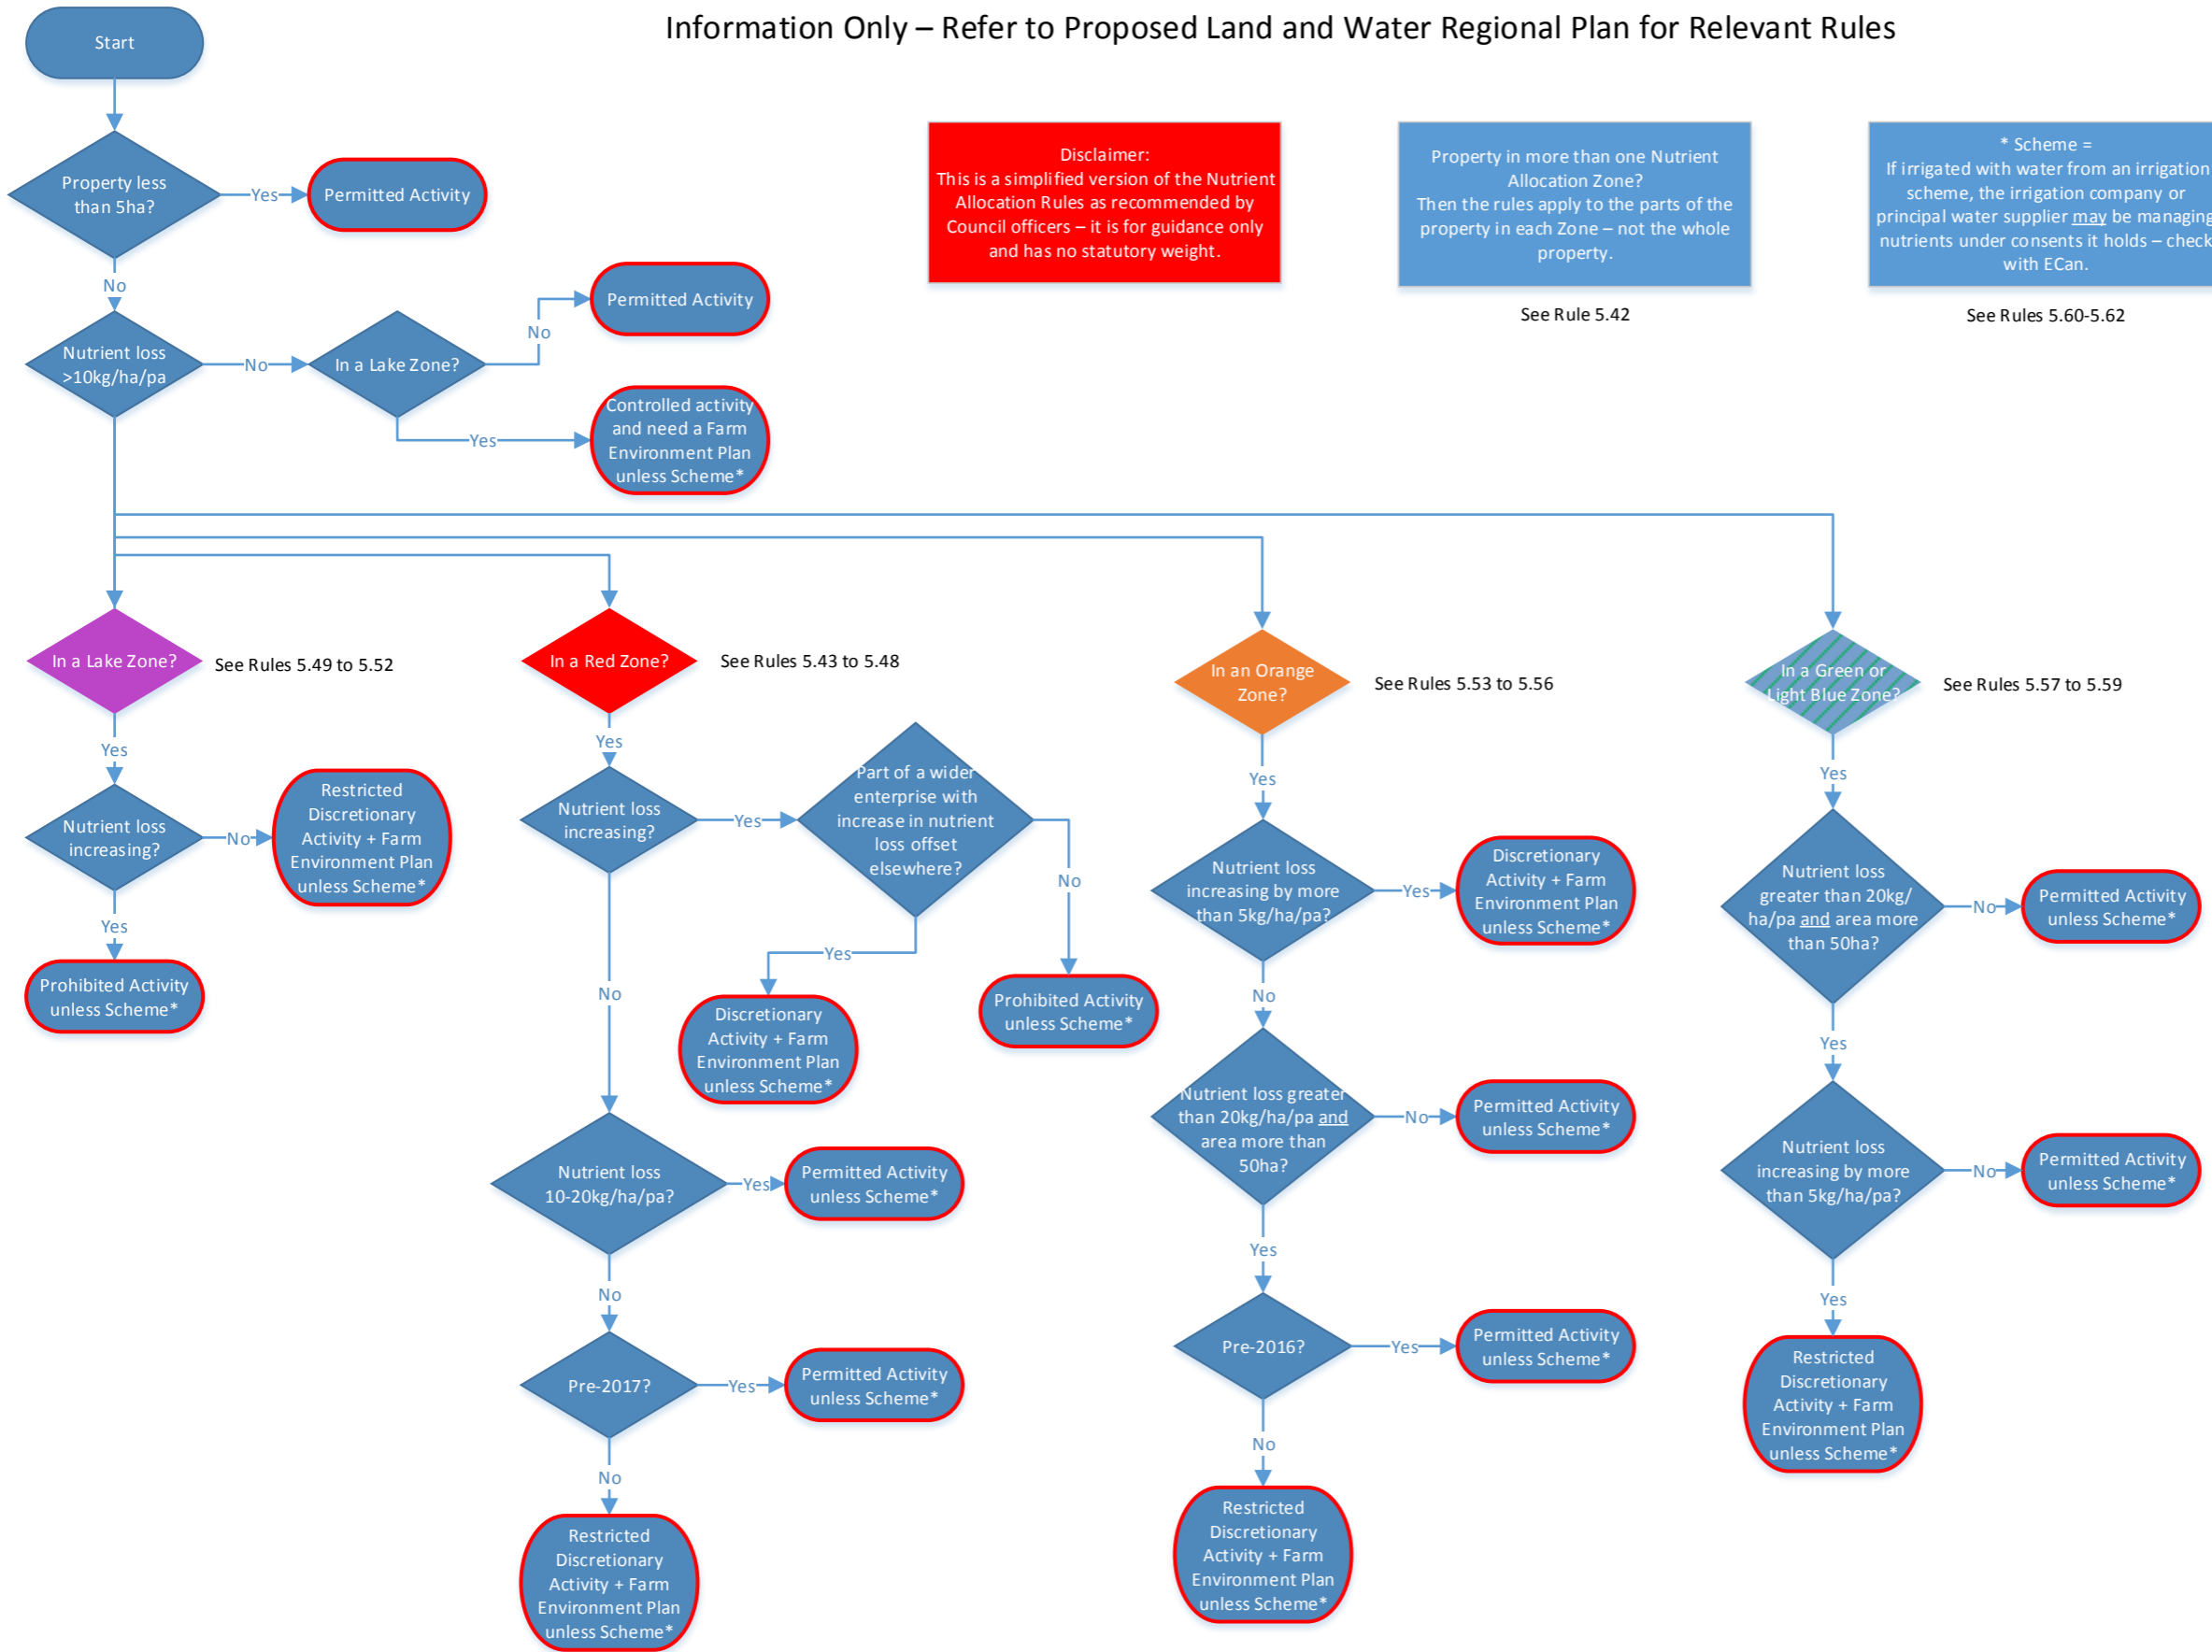 Information Only – Refer to Proposed Land and Water Regional Plan for Relevant Rules
Start
Disclaimer:
This is a simplified version of the Nutrient
Allocation Rules as recommended by
Council officers – it is for guidance only
and has no statutory weight.
Property in more than one Nutrient
Allocation Zone?
Then the rules apply to the parts of the
property in each Zone – not the whole
property.
See Rule 5.42
* Scheme =
If irrigated with water from an irrigation
scheme, the irrigation company or
principal water supplier may be managing
nutrients under consents it holds – check
with ECan.
See Rules 5.60-5.62
Property less
than 5ha?
Yes
Permitted Activity
No
Nutrient loss
>10kg/ha/pa
No
In a Lake Zone?
No
Permitted Activity
Yes
Controlled activity
and need a Farm
Environment Plan
unless Scheme*
In a Lake Zone?
See Rules 5.49 to 5.52
Yes
Nutrient loss
increasing?
No
Restricted
Discretionary
Activity + Farm
Environment Plan
unless Scheme*
Yes
Prohibited Activity
unless Scheme*
In a Red Zone?
See Rules 5.43 to 5.48
Yes
Nutrient loss
increasing?
Yes
Part of a wider
enterprise with
increase in nutrient
loss offset
elsewhere?
No
Prohibited Activity
unless Scheme*
Yes
Discretionary
Activity + Farm
Environment Plan
unless Scheme*
No
Nutrient loss
10-20kg/ha/pa?
Yes
Permitted Activity
unless Scheme*
No
Pre-2017?
Yes
Permitted Activity
unless Scheme*
No
Restricted
Discretionary
Activity + Farm
Environment Plan
unless Scheme*
In an Orange
Zone?
See Rules 5.53 to 5.56
Yes
Nutrient loss
increasing by more
than 5kg/ha/pa?
Yes
Discretionary
Activity + Farm
Environment Plan
unless Scheme*
No
Nutrient loss greater
than 20kg/ha/pa and
area more than
50ha?
No
Permitted Activity
unless Scheme*
Yes
Pre-2016?
Yes
Permitted Activity
unless Scheme*
No
Restricted
Discretionary
Activity + Farm
Environment Plan
unless Scheme*
In a Green or
Light Blue Zone?
See Rules 5.57 to 5.59
Yes
Nutrient loss
greater than 20kg/
ha/pa and area more
than 50ha?
No
Permitted Activity
unless Scheme*
Yes
Nutrient loss
increasing by more
than 5kg/ha/pa?
No
Permitted Activity
unless Scheme*
Yes
Restricted
Discretionary
Activity + Farm
Environment Plan
unless Scheme*